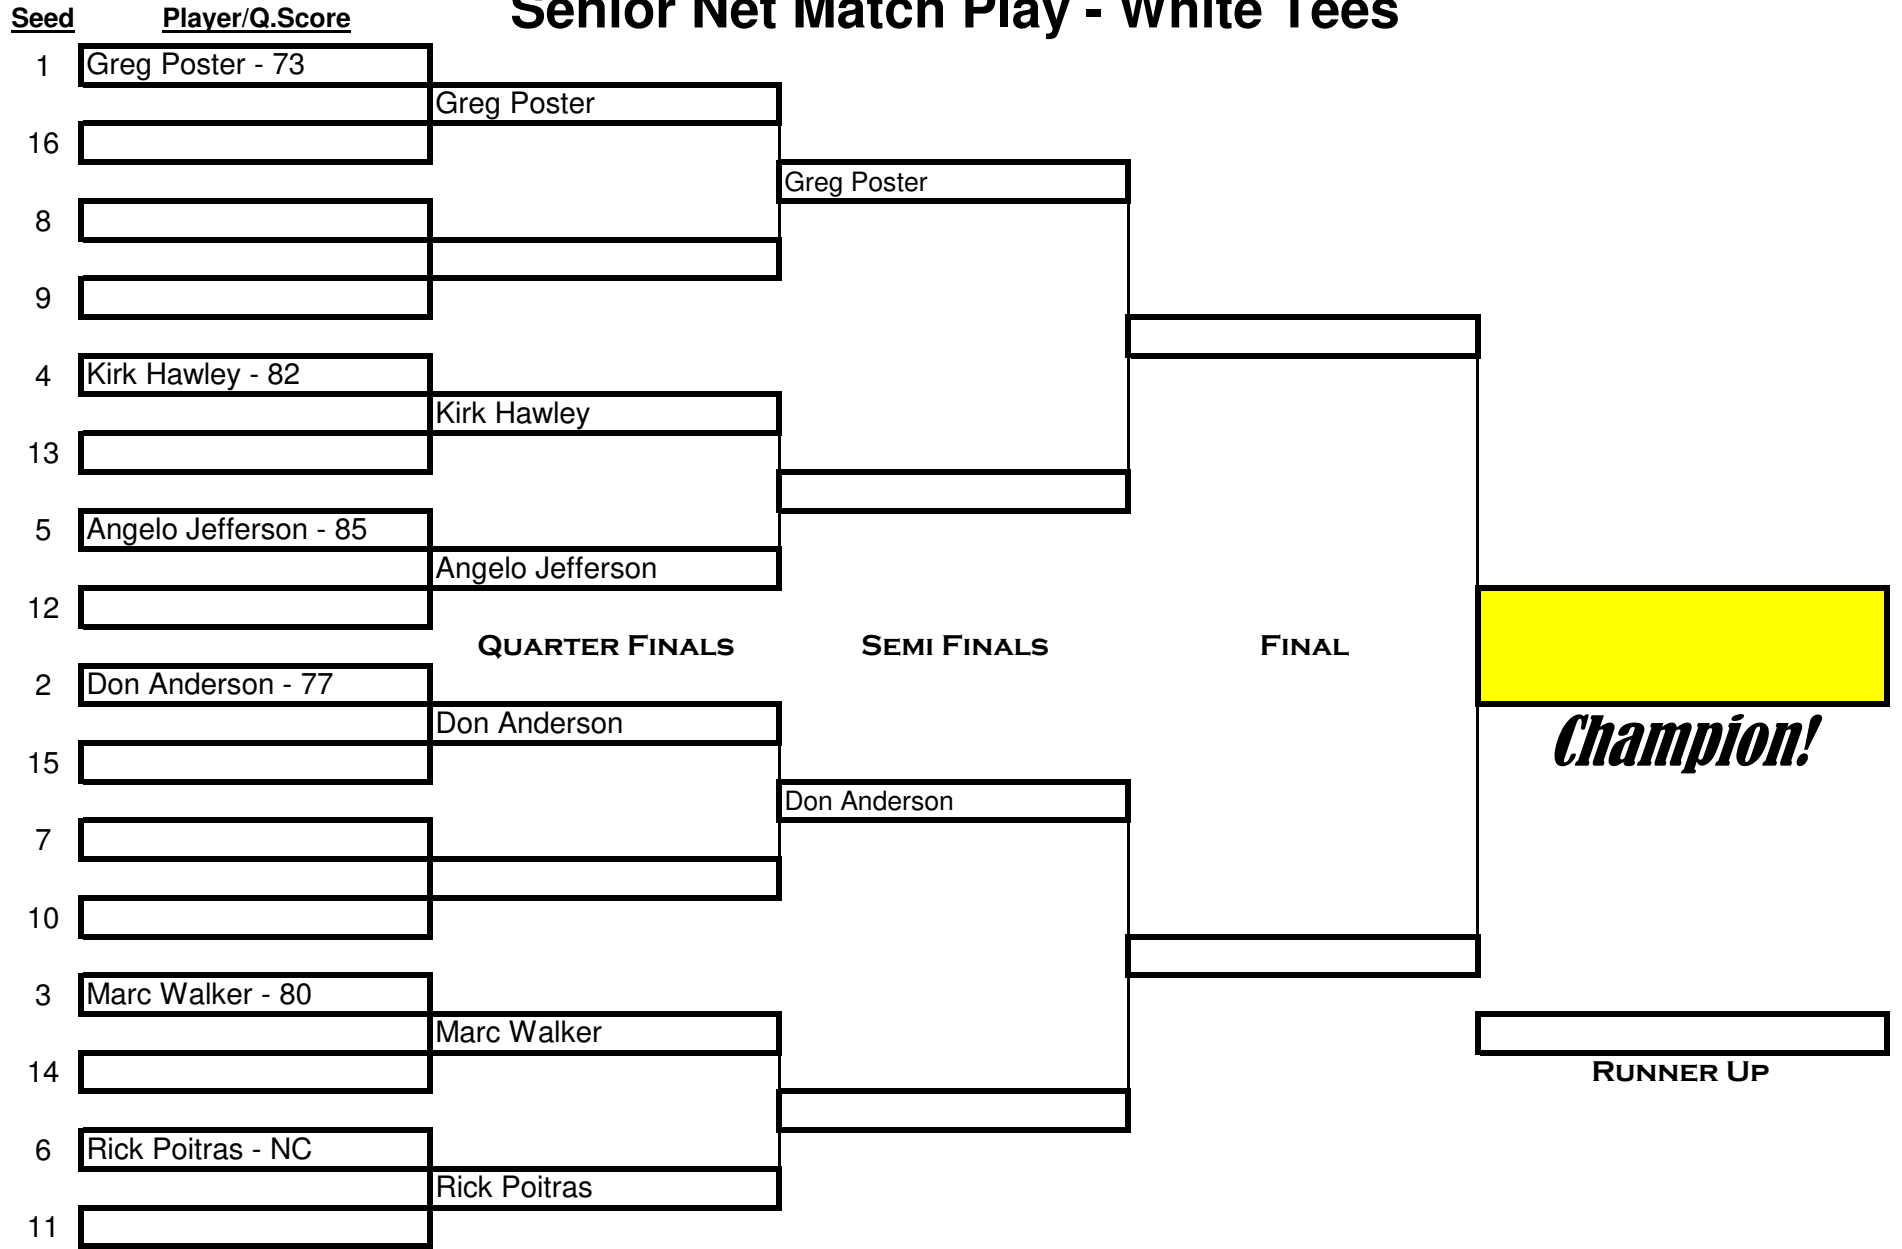 Senior Net Match Play - White Tees
Seed Player/Q.Score
1 Greg Poster - 73
Greg Poster
16
Greg Poster
8
9
4 Kirk Hawley - 82
Kirk Hawley
13
5 Angelo Jefferson - 85
Angelo Jefferson
12
QUARTER FINALS SEMI FINALS FINAL
2 Don Anderson - 77
Don Anderson
Champion!
15
Don Anderson
7
10
3 Marc Walker - 80
Marc Walker
14
RUNNER UP
6 Rick Poitras - NC
Rick Poitras
11